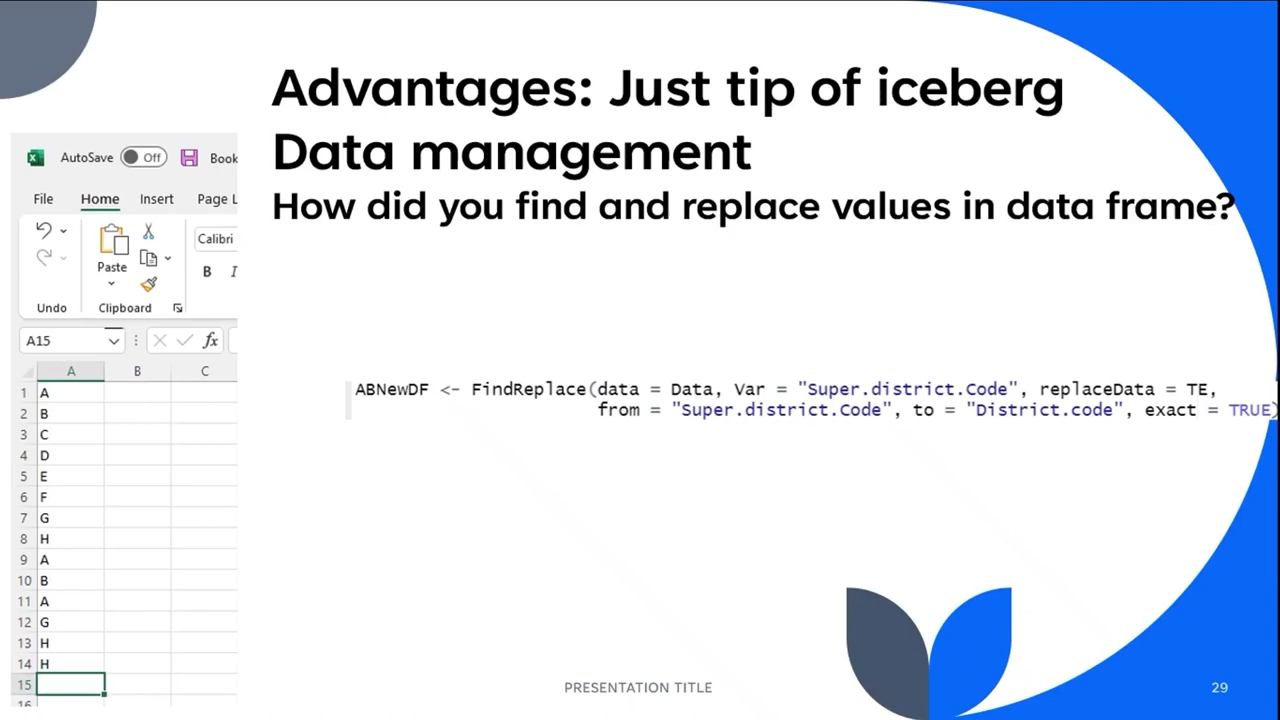 Advantages: Just tip of iceberg
Data management
How did you find and replace values in data frame?
AutoSave Off Book
File Home Insert Page L
Paste
Calibri
B I
Undo Clipboard
A15 fx
A B C
1 A
2 B
3 C
4 D
5 E
6 F
7 G
8 H
9 A
10 B
11 A
12 G
13 H
14 H
15
16
ABNewDF <- FindReplace(data = Data, Var = "Super.district.Code", replaceData = TE,
from = "Super.district.Code", to = "District.code", exact = TRUE)
PRESENTATION TITLE
29